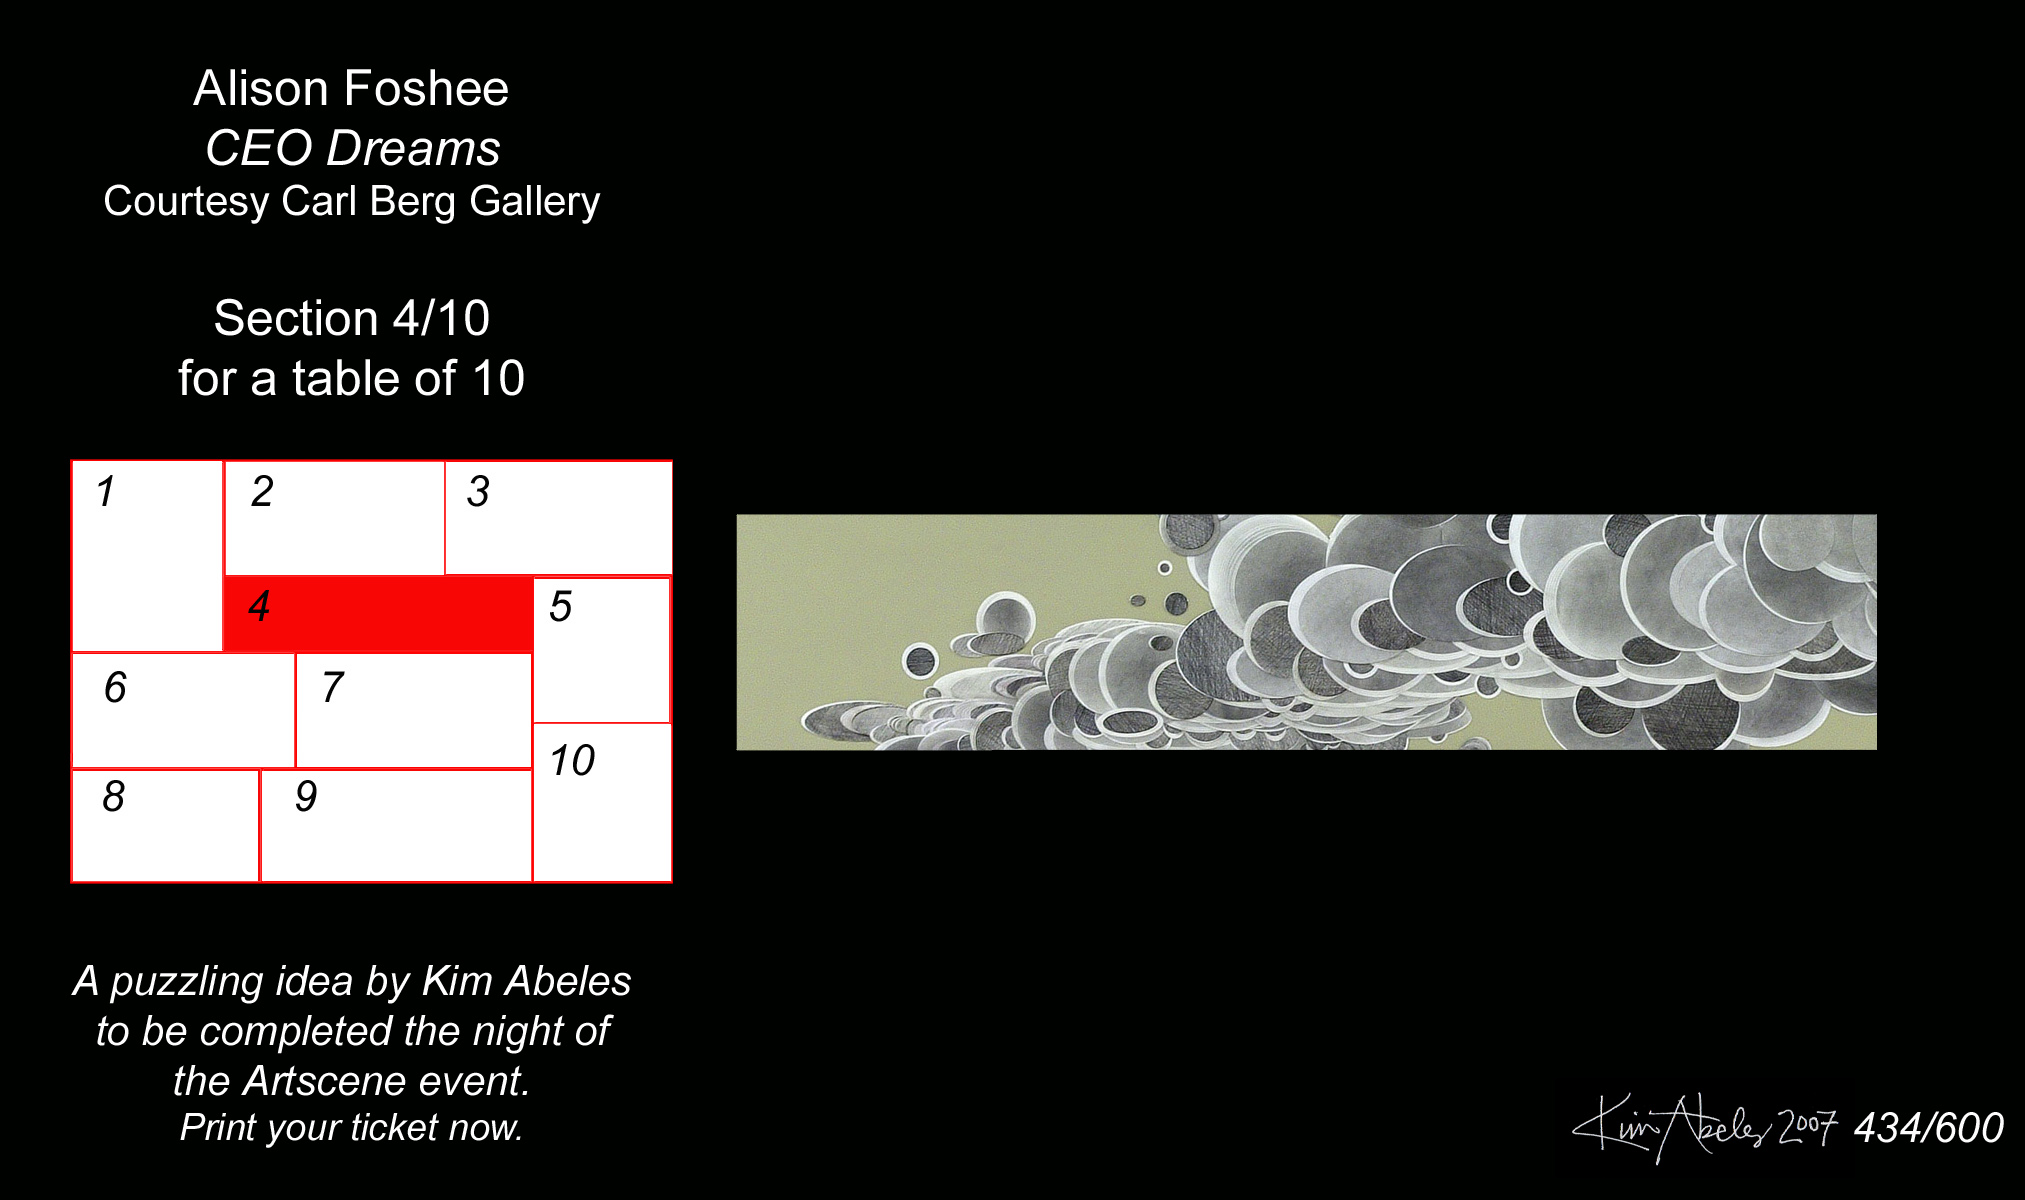 Alison Foshee
CEO Dreams
Courtesy Carl Berg Gallery
Section 4/10
for a table of 10
1
2
3
4
5
6
7
10
8
9
A puzzling idea by Kim Abeles
to be completed the night of
the Artscene event.
Print your ticket now.
Kim Abeles 2007 434/600